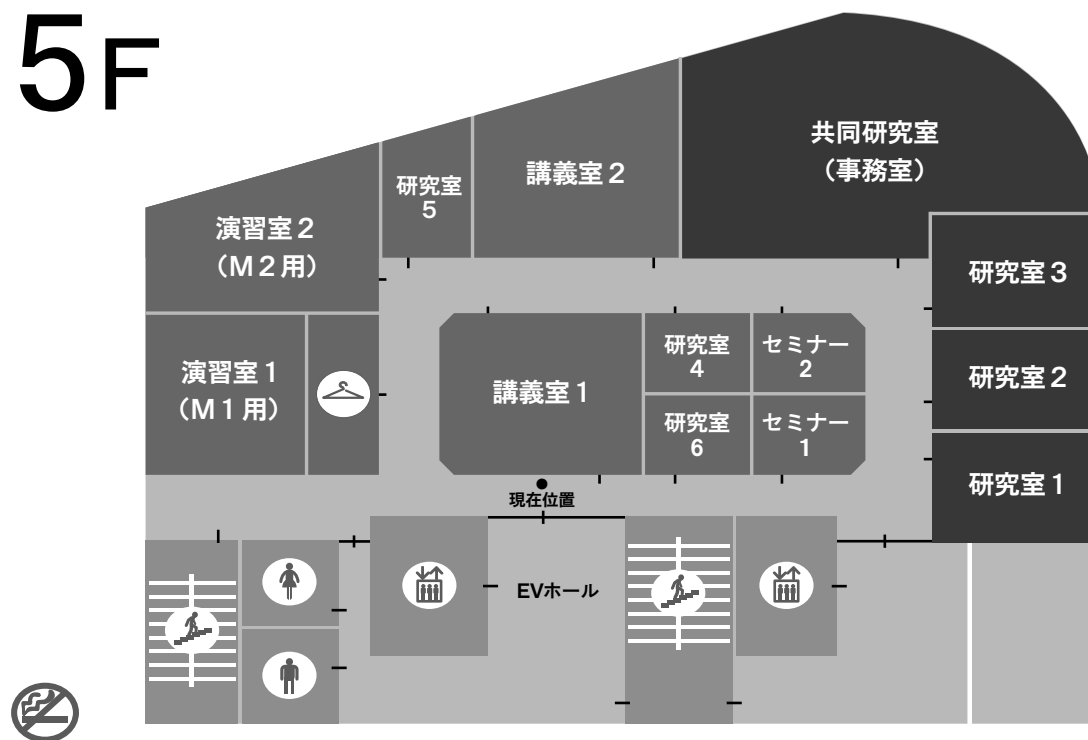 5F
共同研究室
（事務室）
講義室２
研究室
5
演習室２
（Ｍ２用）
研究室３
演習室１
（Ｍ１用）
講義室１
研究室
4
セミナー
2
研究室２
研究室
6
セミナー
1
研究室１
現在位置
EVホール